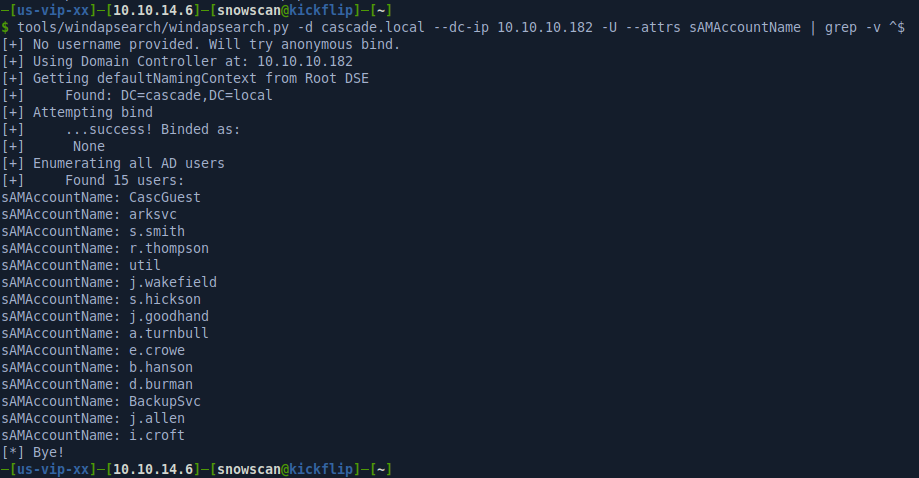 ─[us-vip-xx]─[10.10.14.6]─[snowscan@kickflip]─[~]
$ tools/windapsearch/windapsearch.py -d cascade.local --dc-ip 10.10.10.182 -U --attrs sAMAccountName | grep -v ^$
[+] No username provided. Will try anonymous bind.
[+] Using Domain Controller at: 10.10.10.182
[+] Getting defaultNamingContext from Root DSE
[+]     Found: DC=cascade,DC=local
[+] Attempting bind
[+]     ...success! Binded as:
[+]      None
[+] Enumerating all AD users
[+]     Found 15 users:
sAMAccountName: CascGuest
sAMAccountName: arksvc
sAMAccountName: s.smith
sAMAccountName: r.thompson
sAMAccountName: util
sAMAccountName: j.wakefield
sAMAccountName: s.hickson
sAMAccountName: j.goodhand
sAMAccountName: a.turnbull
sAMAccountName: e.crowe
sAMAccountName: b.hanson
sAMAccountName: d.burman
sAMAccountName: BackupSvc
sAMAccountName: j.allen
sAMAccountName: i.croft
[*] Bye!
─[us-vip-xx]─[10.10.14.6]─[snowscan@kickflip]─[~]